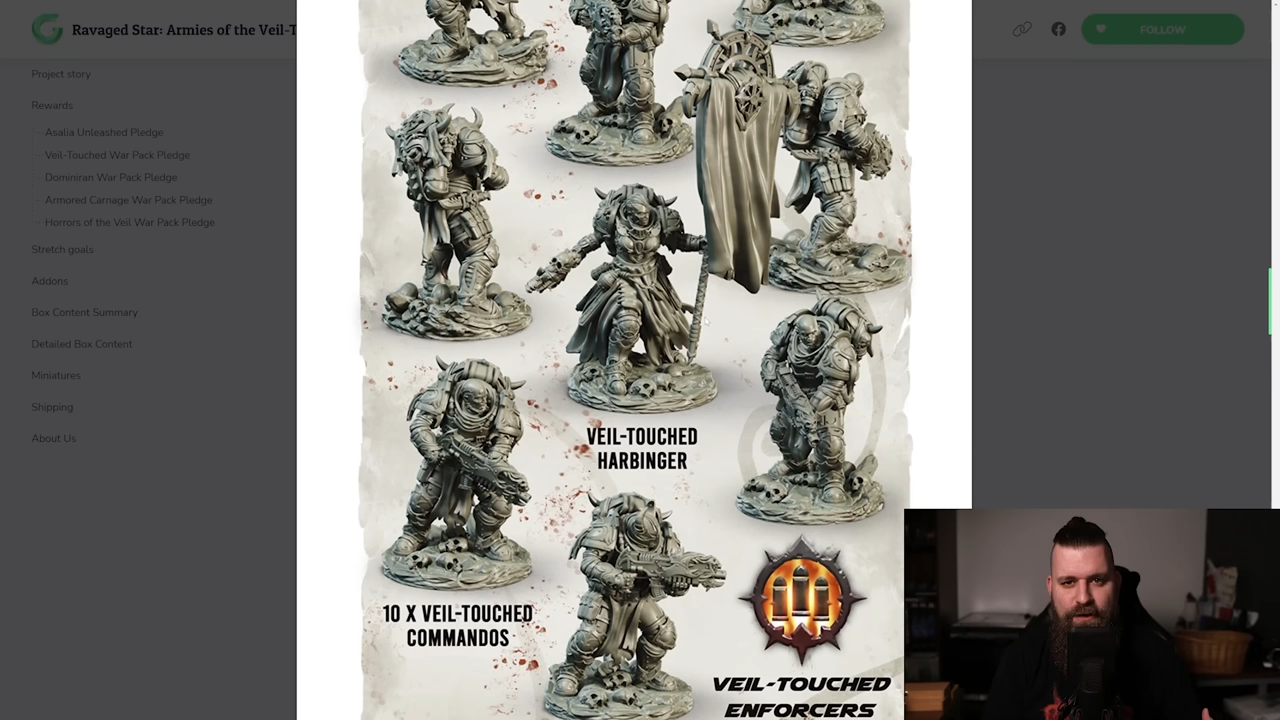 Ravaged Star: Armies of the Veil-T
FOLLOW
Project story
Rewards
Asalia Unleashed Pledge
Veil-Touched War Pack Pledge
Dominiran War Pack Pledge
Armored Carnage War Pack Pledge
Horrors of the Veil War Pack Pledge
Stretch goals
Addons
Box Content Summary
Detailed Box Content
Miniatures
Shipping
About Us
VEIL-TOUCHED
HARBINGER
10 X VEIL-TOUCHED
COMMANDOS
VEIL-TOUCHED
ENFORCERS